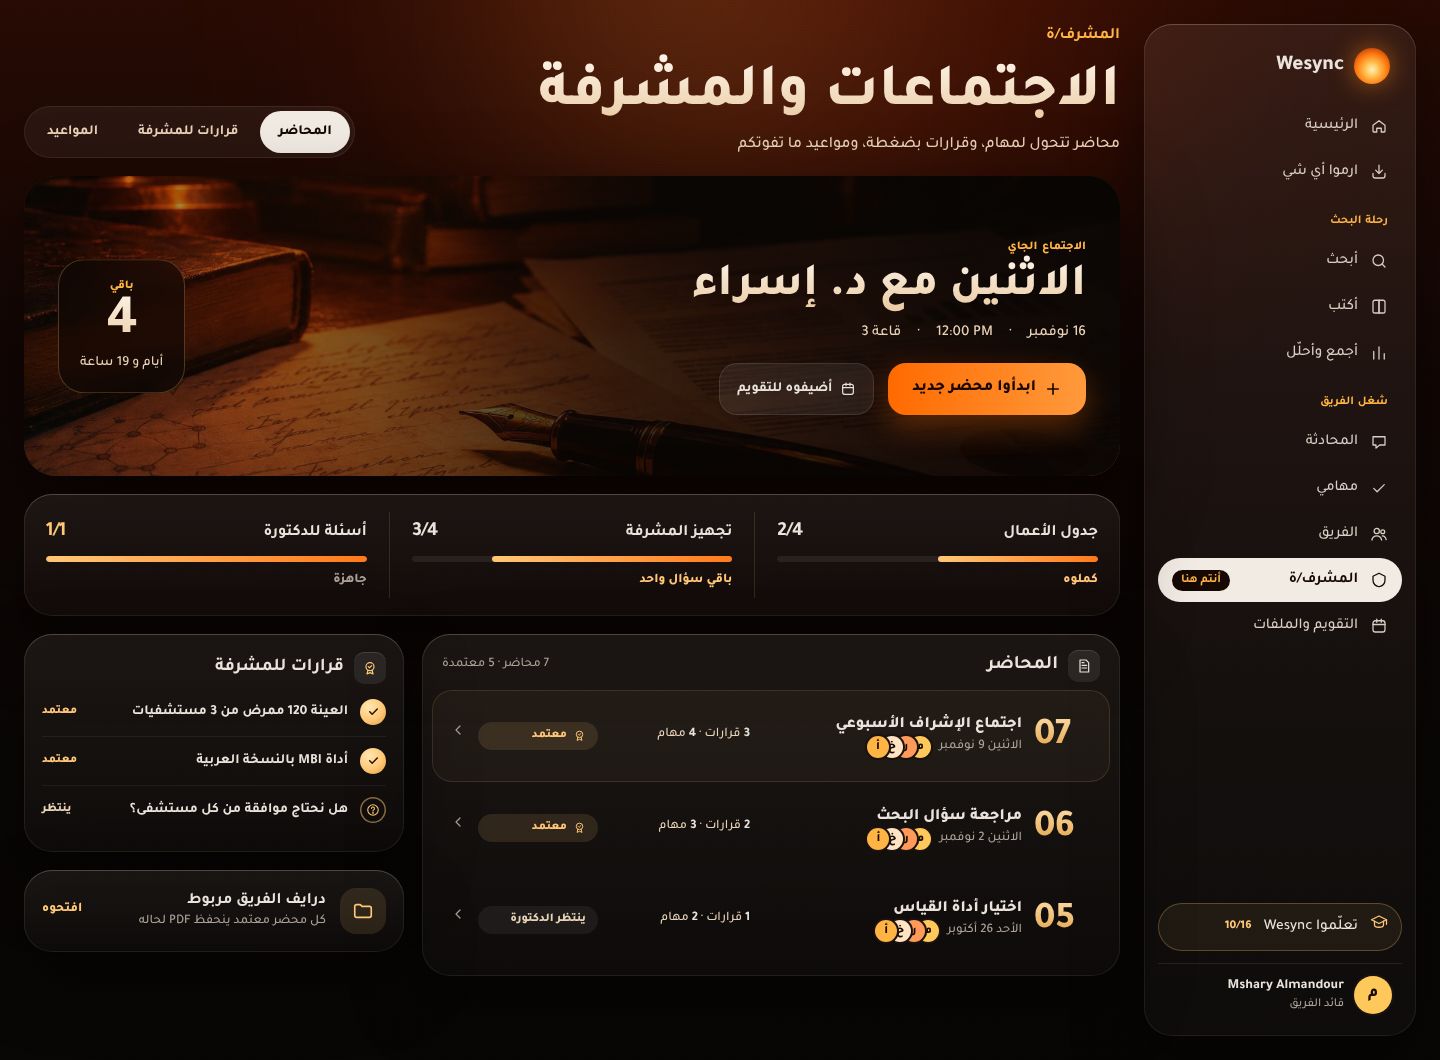 Wesync
الرئيسية
ارموا أي شي
رحلة البحث
أبحث
أكتب
أجمع وأحلّل
شغل الفريق
المحادثة
مهامي
الفريق
المشرف/ة
أنتم هنا
التقويم والملفات
تعلّموا Wesync
10/16
Mshary Almandour
قائد الفريق
م
المشرف/ة
الاجتماعات والمشرفة
محاضر تتحول لمهام، وقرارات بضغطة، ومواعيد ما تفوتكم
المحاضر
قرارات للمشرفة
المواعيد
الاجتماع الجاي
الاثنين مع د. إسراء
16 نوفمبر · 12:00 PM · قاعة 3
ابدأوا محضر جديد
أضيفوه للتقويم
باقي
4
أيام و 19 ساعة
جدول الأعمال
2/4
كملوه
تجهيز المشرفة
3/4
باقي سؤال واحد
أسئلة للدكتورة
1/1
جاهزة
المحاضر
7 محاضر · 5 معتمدة
07
اجتماع الإشراف الأسبوعي
الاثنين 9 نوفمبر
م ر غ أ
3 قرارات · 4 مهام
معتمد
06
مراجعة سؤال البحث
الاثنين 2 نوفمبر
م ر غ أ
2 قرارات · 3 مهام
معتمد
05
اختيار أداة القياس
الأحد 26 أكتوبر
م ر غ أ
1 قرارات · 2 مهام
ينتظر الدكتورة
قرارات للمشرفة
العينة 120 ممرض من 3 مستشفيات
معتمد
أداة MBI بالنسخة العربية
معتمد
هل نحتاج موافقة من كل مستشفى؟
ينتظر
درايف الفريق مربوط
كل محضر معتمد ينحفظ PDF لحاله
افتحوه